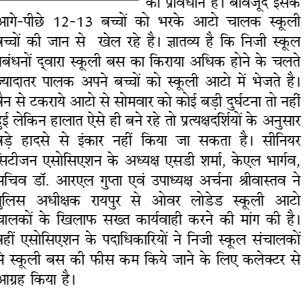 का प्रावधान है। बावजूद इसके
आगे-पीछे 12-13 बच्चों को भरके आटो चालक स्कूली
बच्चों की जान से खेल रहे है। ज्ञातव्य है कि निजी स्कूल
प्रबंधनों द्वारा स्कूली बस का किराया अधिक होने के चलते
ज्यादातर पालक अपने बच्चों को स्कूली आटो में भेजते है।
वैन से टकराये आटो से सोमवार को कोई बड़ी दुर्घटना तो नहीं
हुई लेकिन हालात ऐसे ही बने रहे तो प्रत्यक्षदर्शियों के अनुसार
बड़े हादसे से इंकार नहीं किया जा सकता है। सीनियर
सिटीजन एसोसिएशन के अध्यक्ष एसडी शर्मा, केएल भार्गव,
सचिव डॉ. आरएल गुप्ता एवं उपाध्यक्ष अर्चना श्रीवास्तव ने
पुलिस अधीक्षक रायपुर से ओवर लोडेड स्कूली आटो
चालकों के खिलाफ सख्त कार्यवाही करने की मांग की है।
वहीं एसोसिएशन के पदाधिकारियों ने निजी स्कूल संचालकों
से स्कूली बस की फीस कम किये जाने के लिए कलेक्टर से
आग्रह किया है।